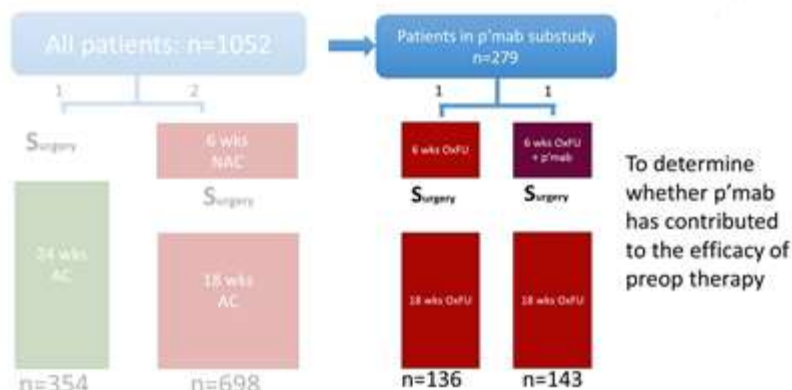 All patients: n=1052
Patients in p'mab substudy
n=279
1
2
1
1
Surgery
6 wks
NAC
6 wks OxFU
6 wks OxFU
+ p'mab
Surgery
Surgery
Surgery
24 wks
AC
18 wks
AC
18 wks OxFU
18 wks OxFU
To determine
whether p'mab
has contributed
to the efficacy of
preop therapy
n=354
n=698
n=136
n=143